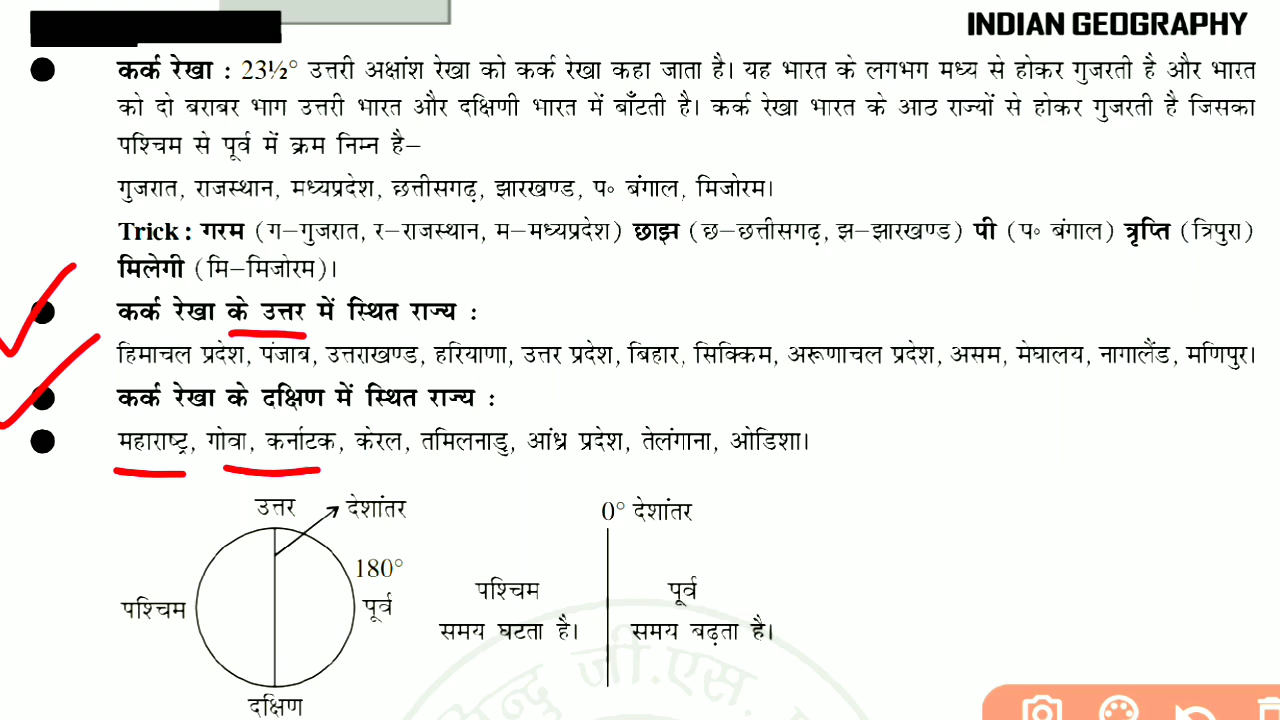 INDIAN GEOGRAPHY
कर्क रेखा : 23½° उत्तरी अक्षांश रेखा को कर्क रेखा कहा जाता है। यह भारत के लगभग मध्य से होकर गुजरती है और भारत
को दो बराबर भाग उत्तरी भारत और दक्षिणी भारत में बाँटती है। कर्क रेखा भारत के आठ राज्यों से होकर गुजरती है जिसका
पश्चिम से पूर्व में क्रम निम्न है–
गुजरात, राजस्थान, मध्यप्रदेश, छत्तीसगढ़, झारखण्ड, प॰ बंगाल, मिजोरम।
Trick : गरम (ग–गुजरात, र–राजस्थान, म–मध्यप्रदेश) छाझ (छ–छत्तीसगढ़, झ–झारखण्ड) पी (प॰ बंगाल) त्रृप्ति (त्रिपुरा)
मिलेगी (मि–मिजोरम)।
कर्क रेखा के उत्तर में स्थित राज्य :
हिमाचल प्रदेश, पंजाब, उत्तराखण्ड, हरियाणा, उत्तर प्रदेश, बिहार, सिक्किम, अरूणाचल प्रदेश, असम, मेघालय, नागालैंड, मणिपुर।
कर्क रेखा के दक्षिण में स्थित राज्य :
महाराष्ट्र, गोवा, कर्नाटक, केरल, तमिलनाडु, आंध्र प्रदेश, तेलंगाना, ओडिशा।
उत्तर देशांतर
0° देशांतर
180°
पश्चिम पूर्व
पश्चिम पूर्व
समय घटता है। समय बढ़ता है।
दक्षिण
न्दु जी.एस.